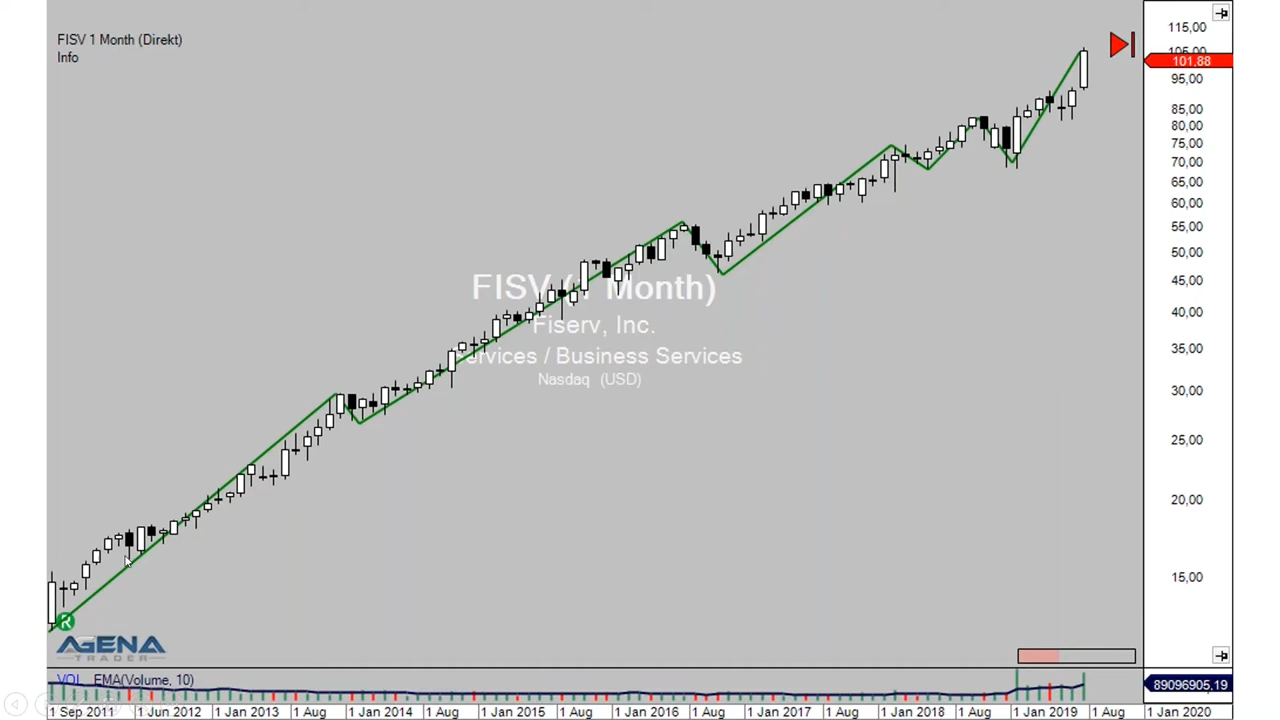 FISV 1 Month (Direkt)
Info
115,00
105,00
101,88
95,00
85,00
80,00
75,00
70,00
65,00
60,00
55,00
50,00
45,00
40,00
35,00
30,00
25,00
20,00
15,00
FISV (1 Month)
Fiserv, Inc.
Services / Business Services
Nasdaq (USD)
R
AGENA
TRADER
VOL EMA(Volume, 10)
89096905,19
1 Sep 2011 1 Jun 2012 1 Jan 2013 1 Aug 1 Jan 2014 1 Aug 1 Jan 2015 1 Aug 1 Jan 2016 1 Aug 1 Jan 2017 1 Aug 1 Jan 2018 1 Aug 1 Jan 2019 1 Aug 1 Jan 2020